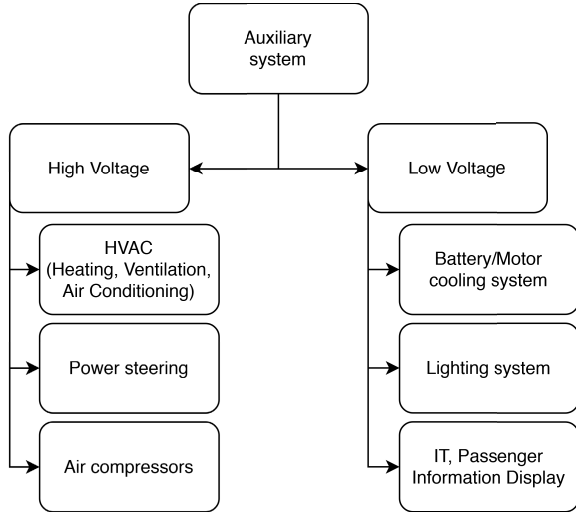 Auxiliary
system
High Voltage
Low Voltage
HVAC
(Heating, Ventilation,
Air Conditioning)
Battery/Motor
cooling system
Power steering
Lighting system
Air compressors
IT, Passenger
Information Display